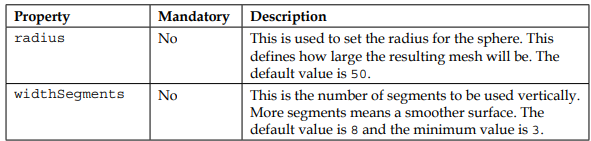 Property Mandatory Description
radius No This is used to set the radius for the sphere. This
defines how large the resulting mesh will be. The
default value is 50.
widthSegments No This is the number of segments to be used vertically.
More segments means a smoother surface. The
default value is 8 and the minimum value is 3.